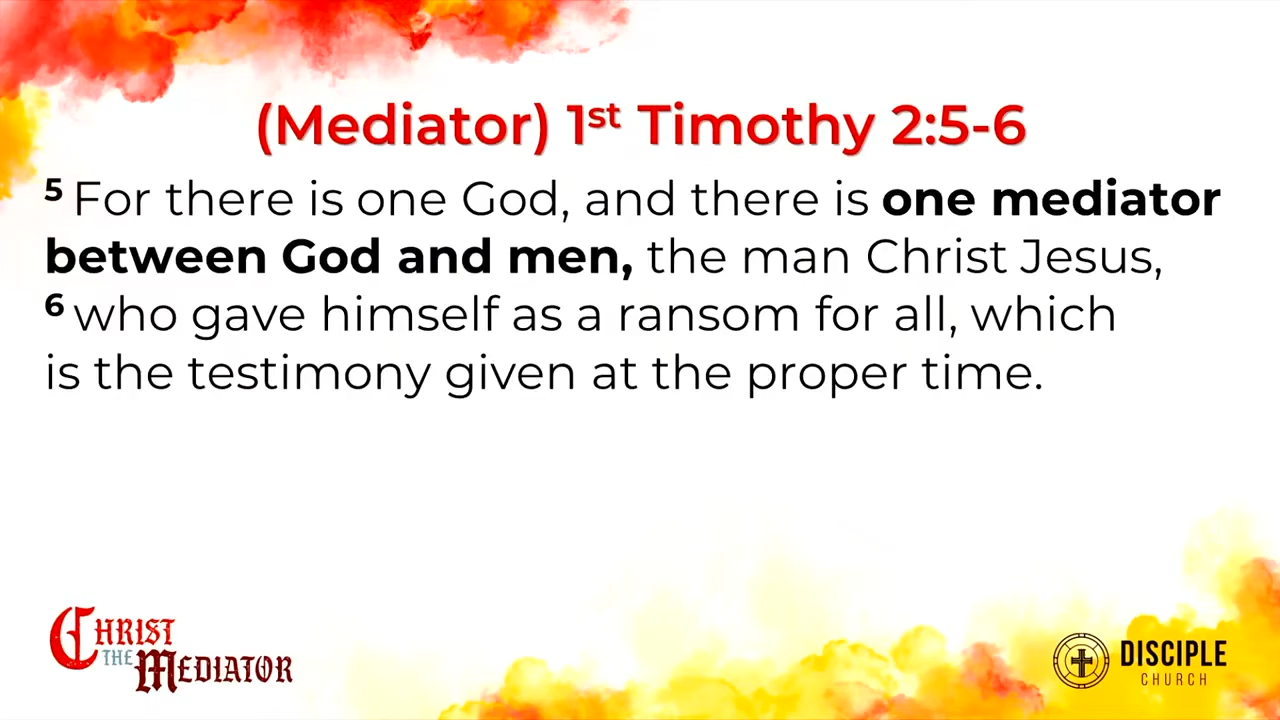 (Mediator) 1st Timothy 2:5-6
5 For there is one God, and there is one mediator
between God and men, the man Christ Jesus,
6 who gave himself as a ransom for all, which
is the testimony given at the proper time.
CHRIST
THE MEDIATOR
DISCIPLE
CHURCH